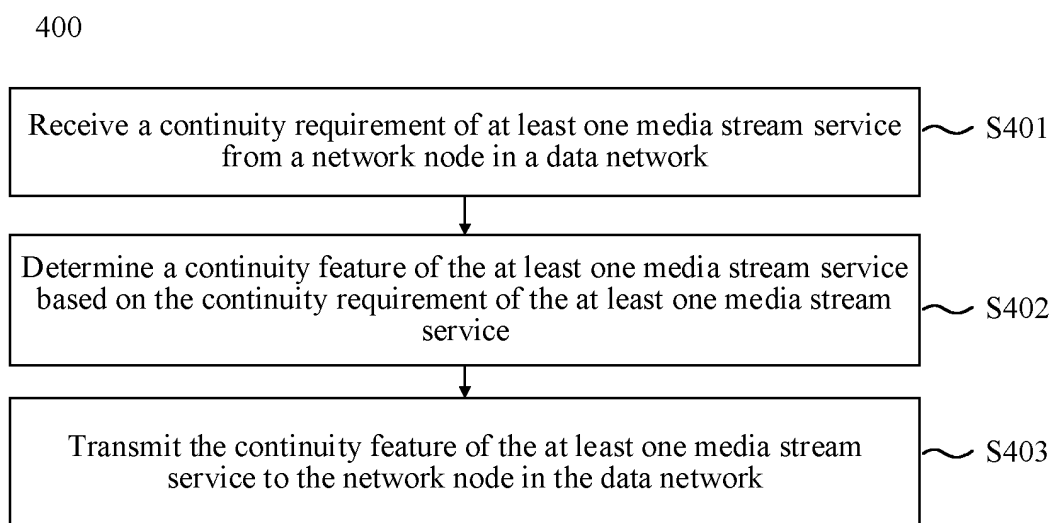 400
Receive a continuity requirement of at least one media stream service
from a network node in a data network
S401
Determine a continuity feature of the at least one media stream service
based on the continuity requirement of the at least one media stream
service
S402
Transmit the continuity feature of the at least one media stream
service to the network node in the data network
S403